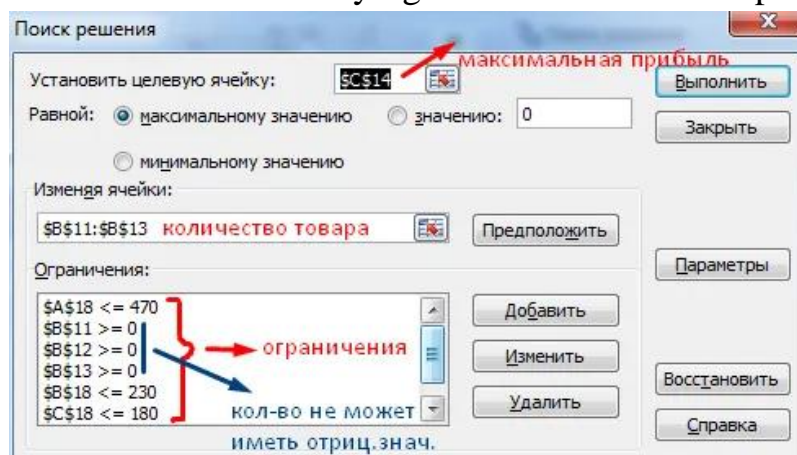 Поиск решения
Установить целевую ячейку: $C$14 максимальная прибыль
Выполнить
Равной: максимальному значению значению: 0
Закрыть
минимальному значению
Изменяя ячейки:
$B$11:$B$13 количество товара Предположить
Ограничения:
Параметры
$A$18 <= 470
$B$11 >= 0
$B$12 >= 0
$B$13 >= 0
$B$18 <= 230
$C$18 <= 180
ограничения
кол-во не может
иметь отриц.знач.
Добавить
Изменить
Удалить
Восстановить
Справка